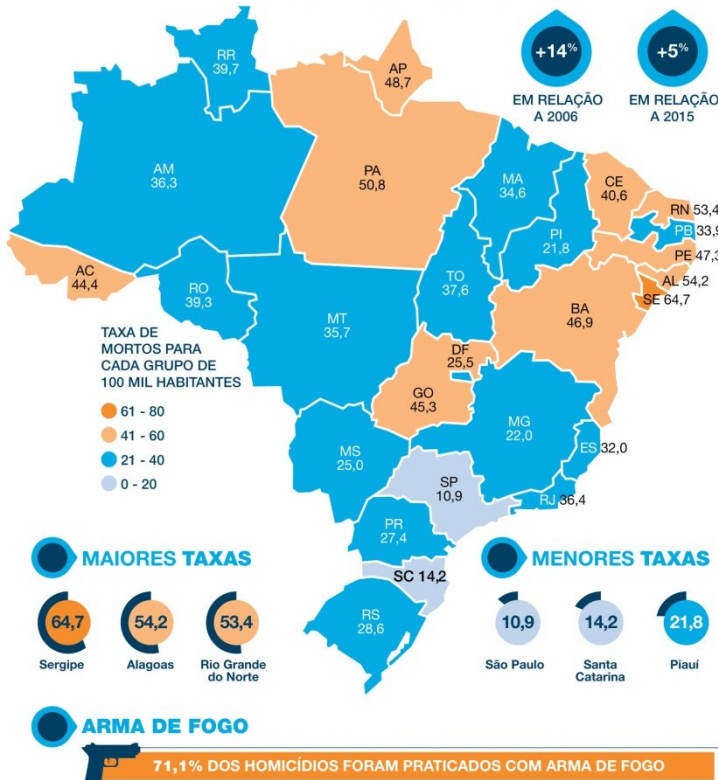 +14%
EM RELAÇÃO
A 2006
+5%
EM RELAÇÃO
A 2015
RR
39,7
AP
48,7
AM
36,3
PA
50,8
MA
34,6
CE
40,6
RN 53,4
PB 33,9
PI
21,8
PE 47,3
AC
44,4
AL 54,2
SE 64,7
RO
39,3
TO
37,6
BA
46,9
MT
35,7
DF
25,5
GO
45,3
MG
22,0
ES 32,0
MS
25,0
SP
10,9
RJ 36,4
PR
27,4
SC 14,2
RS
28,6
TAXA DE
MORTOS PARA
CADA GRUPO DE
100 MIL HABITANTES
61 - 80
41 - 60
21 - 40
0 - 20
MAIORES TAXAS
64,7
Sergipe
54,2
Alagoas
53,4
Rio Grande
do Norte
MENORES TAXAS
10,9
São Paulo
14,2
Santa
Catarina
21,8
Piauí
ARMA DE FOGO
71,1% DOS HOMICÍDIOS FORAM PRATICADOS COM ARMA DE FOGO